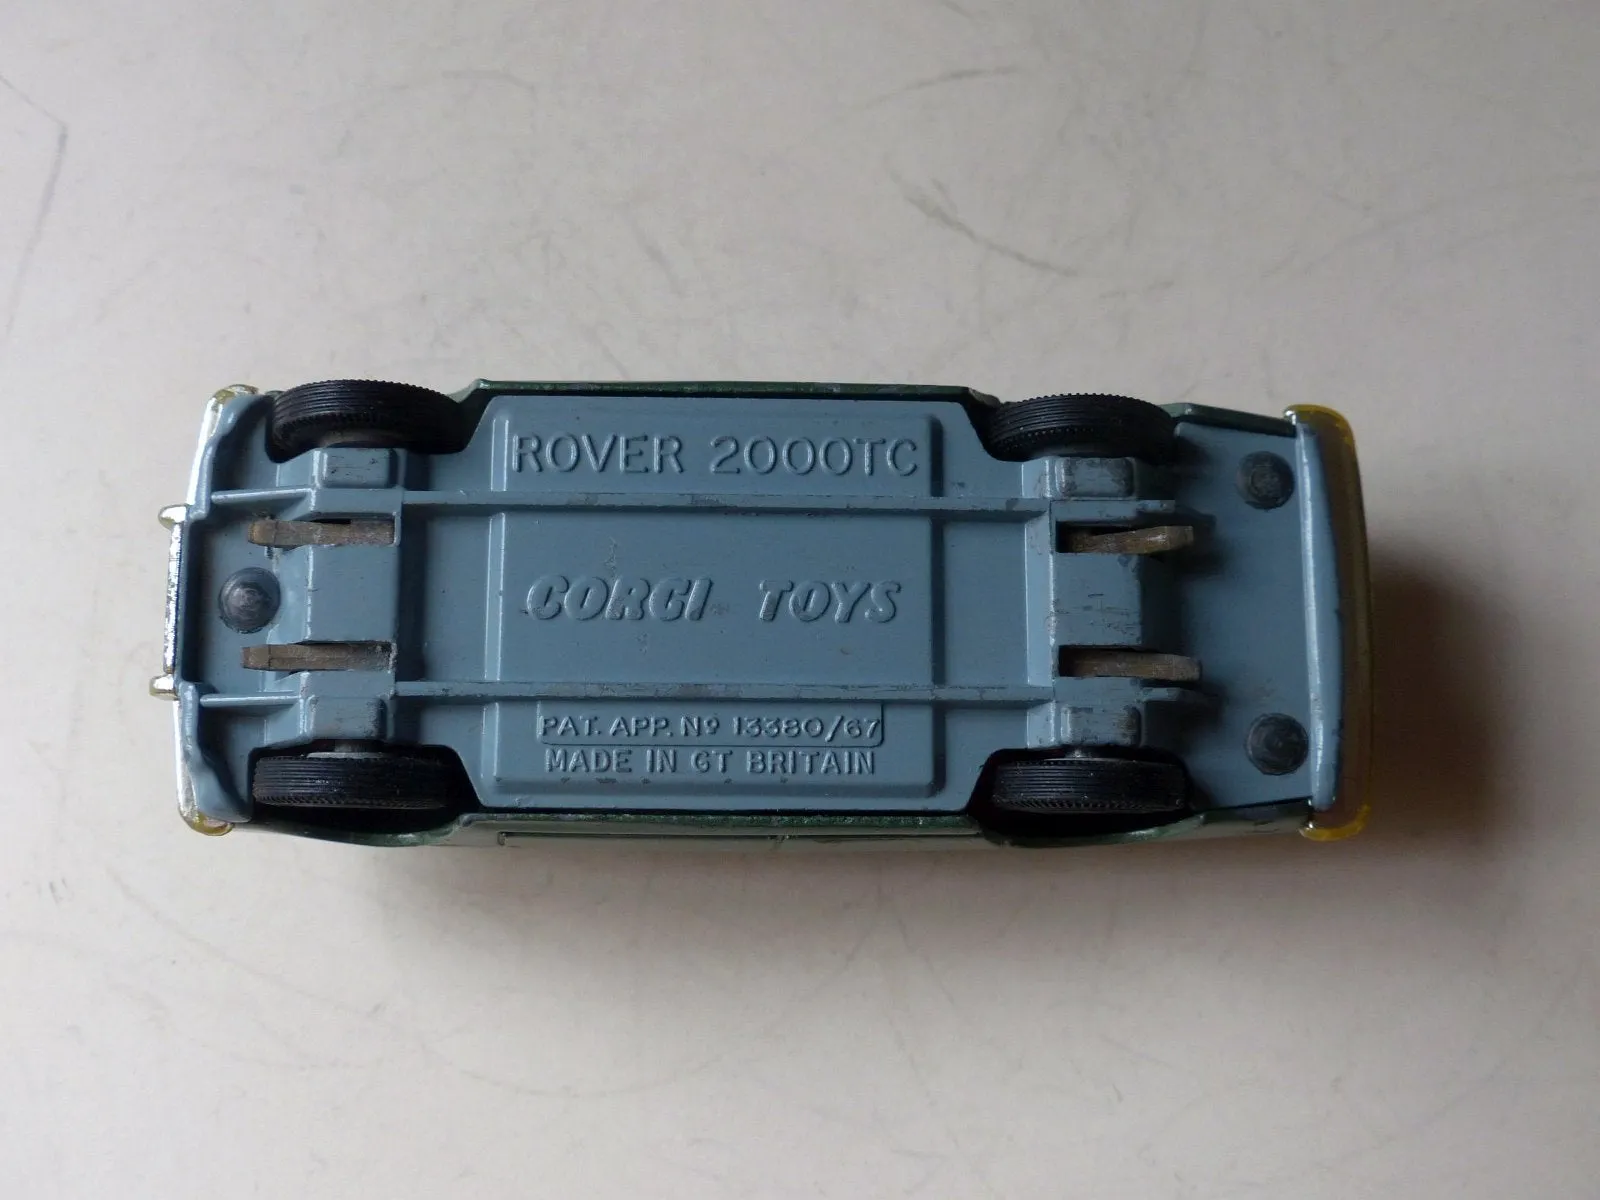 ROVER 2000TC
CORGI TOYS
PAT. APP. Nº 13380/67
MADE IN GT BRITAIN